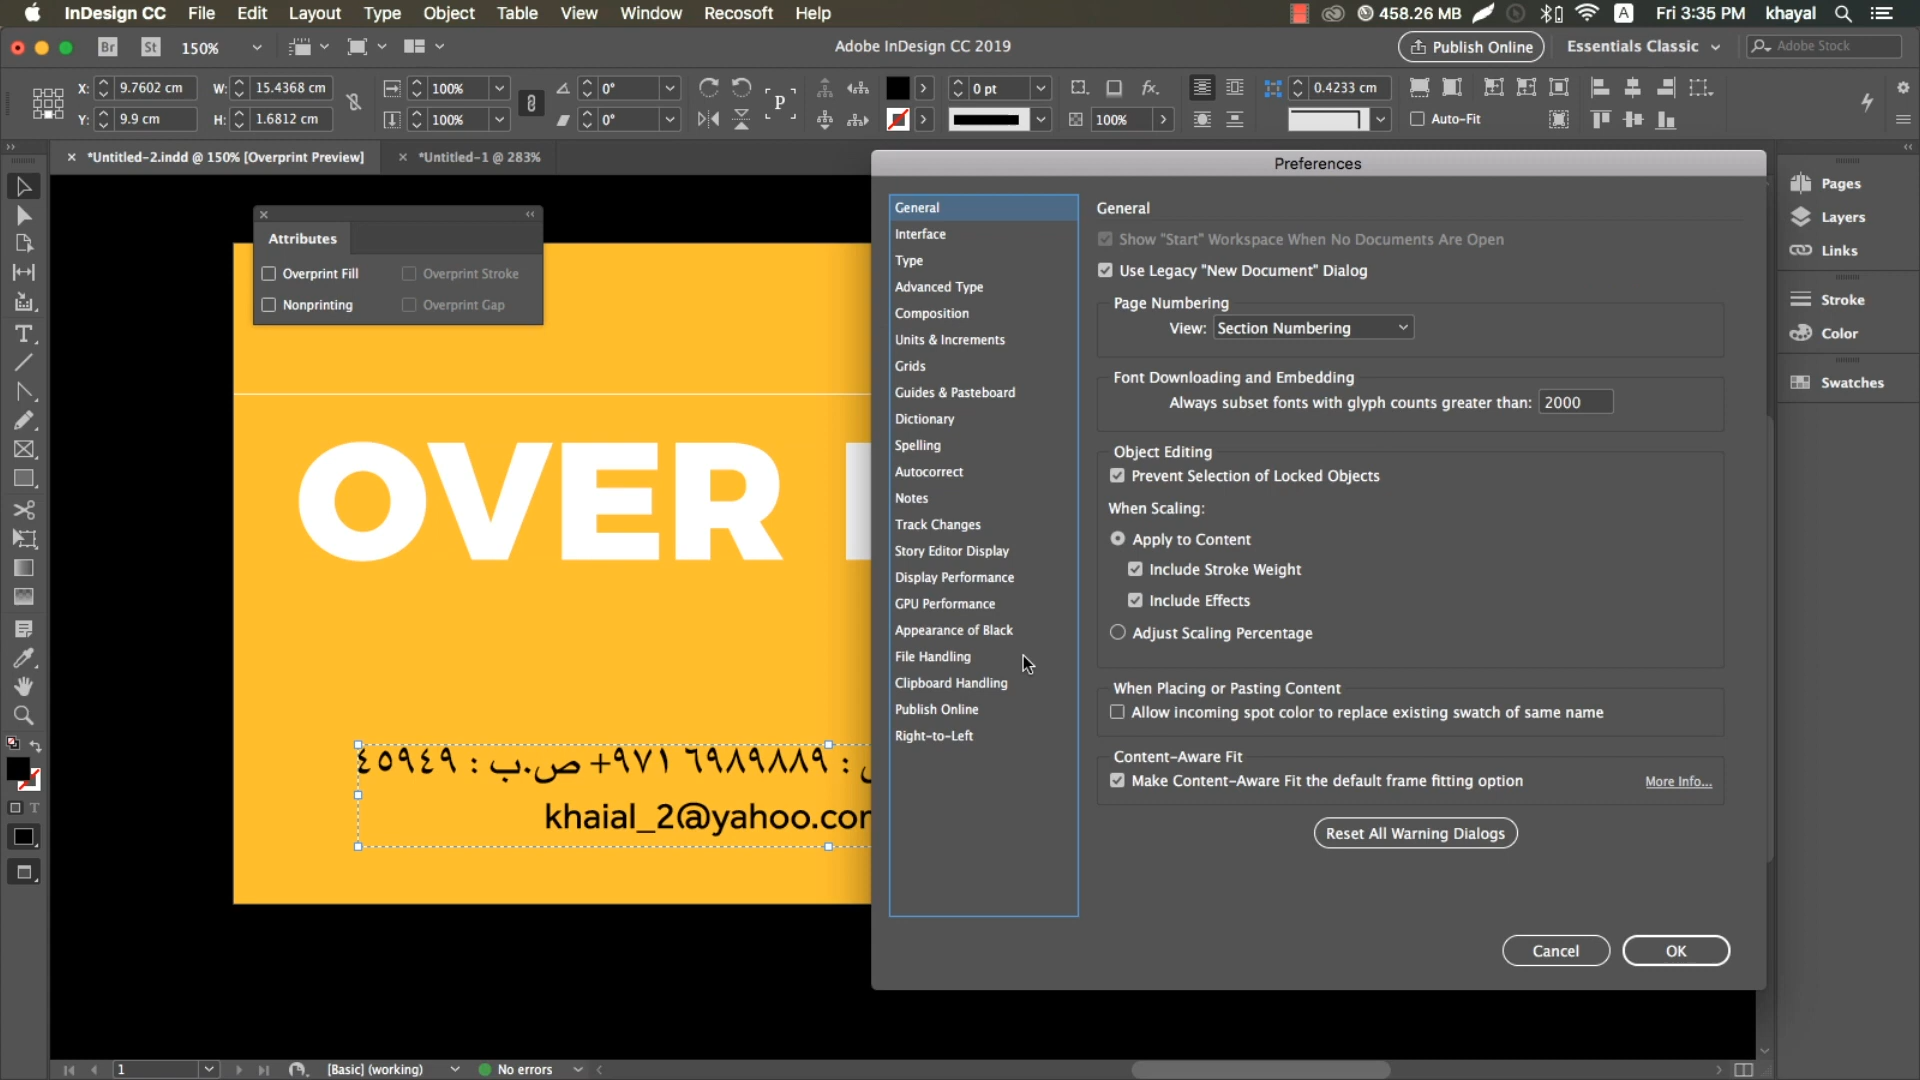 InDesign CC File Edit Layout Type Object Table View Window Recosoft Help 458.26 MB A Fri 3:35 PM khayal
Br St 150% Adobe InDesign CC 2019 Publish Online Essentials Classic Adobe Stock
X: 9.7602 cm W: 15.4368 cm 100% 0° 0 pt fx. 0.4233 cm
Y: 9.9 cm H: 1.6812 cm 100% 0° P 100% Auto-Fit
*Untitled-2.indd @ 150% [Overprint Preview] *Untitled-1 @ 283%
Attributes
Overprint Fill Overprint Stroke
Nonprinting Overprint Gap
OVER
: ٦٩٨٩٨٨٩ ٩٧١+ ص.ب : ٤٥٩٤٩
khaial_2@yahoo.com
Preferences
General
Interface
Type
Advanced Type
Composition
Units & Increments
Grids
Guides & Pasteboard
Dictionary
Spelling
Autocorrect
Notes
Track Changes
Story Editor Display
Display Performance
GPU Performance
Appearance of Black
File Handling
Clipboard Handling
Publish Online
Right-to-Left
General
Show "Start" Workspace When No Documents Are Open
Use Legacy "New Document" Dialog
Page Numbering
View: Section Numbering
Font Downloading and Embedding
Always subset fonts with glyph counts greater than: 2000
Object Editing
Prevent Selection of Locked Objects
When Scaling:
Apply to Content
Include Stroke Weight
Include Effects
Adjust Scaling Percentage
When Placing or Pasting Content
Allow incoming spot color to replace existing swatch of same name
Content-Aware Fit
Make Content-Aware Fit the default frame fitting option More Info...
Reset All Warning Dialogs
Cancel OK
Pages
Layers
Links
Stroke
Color
Swatches
1 [Basic] (working) No errors